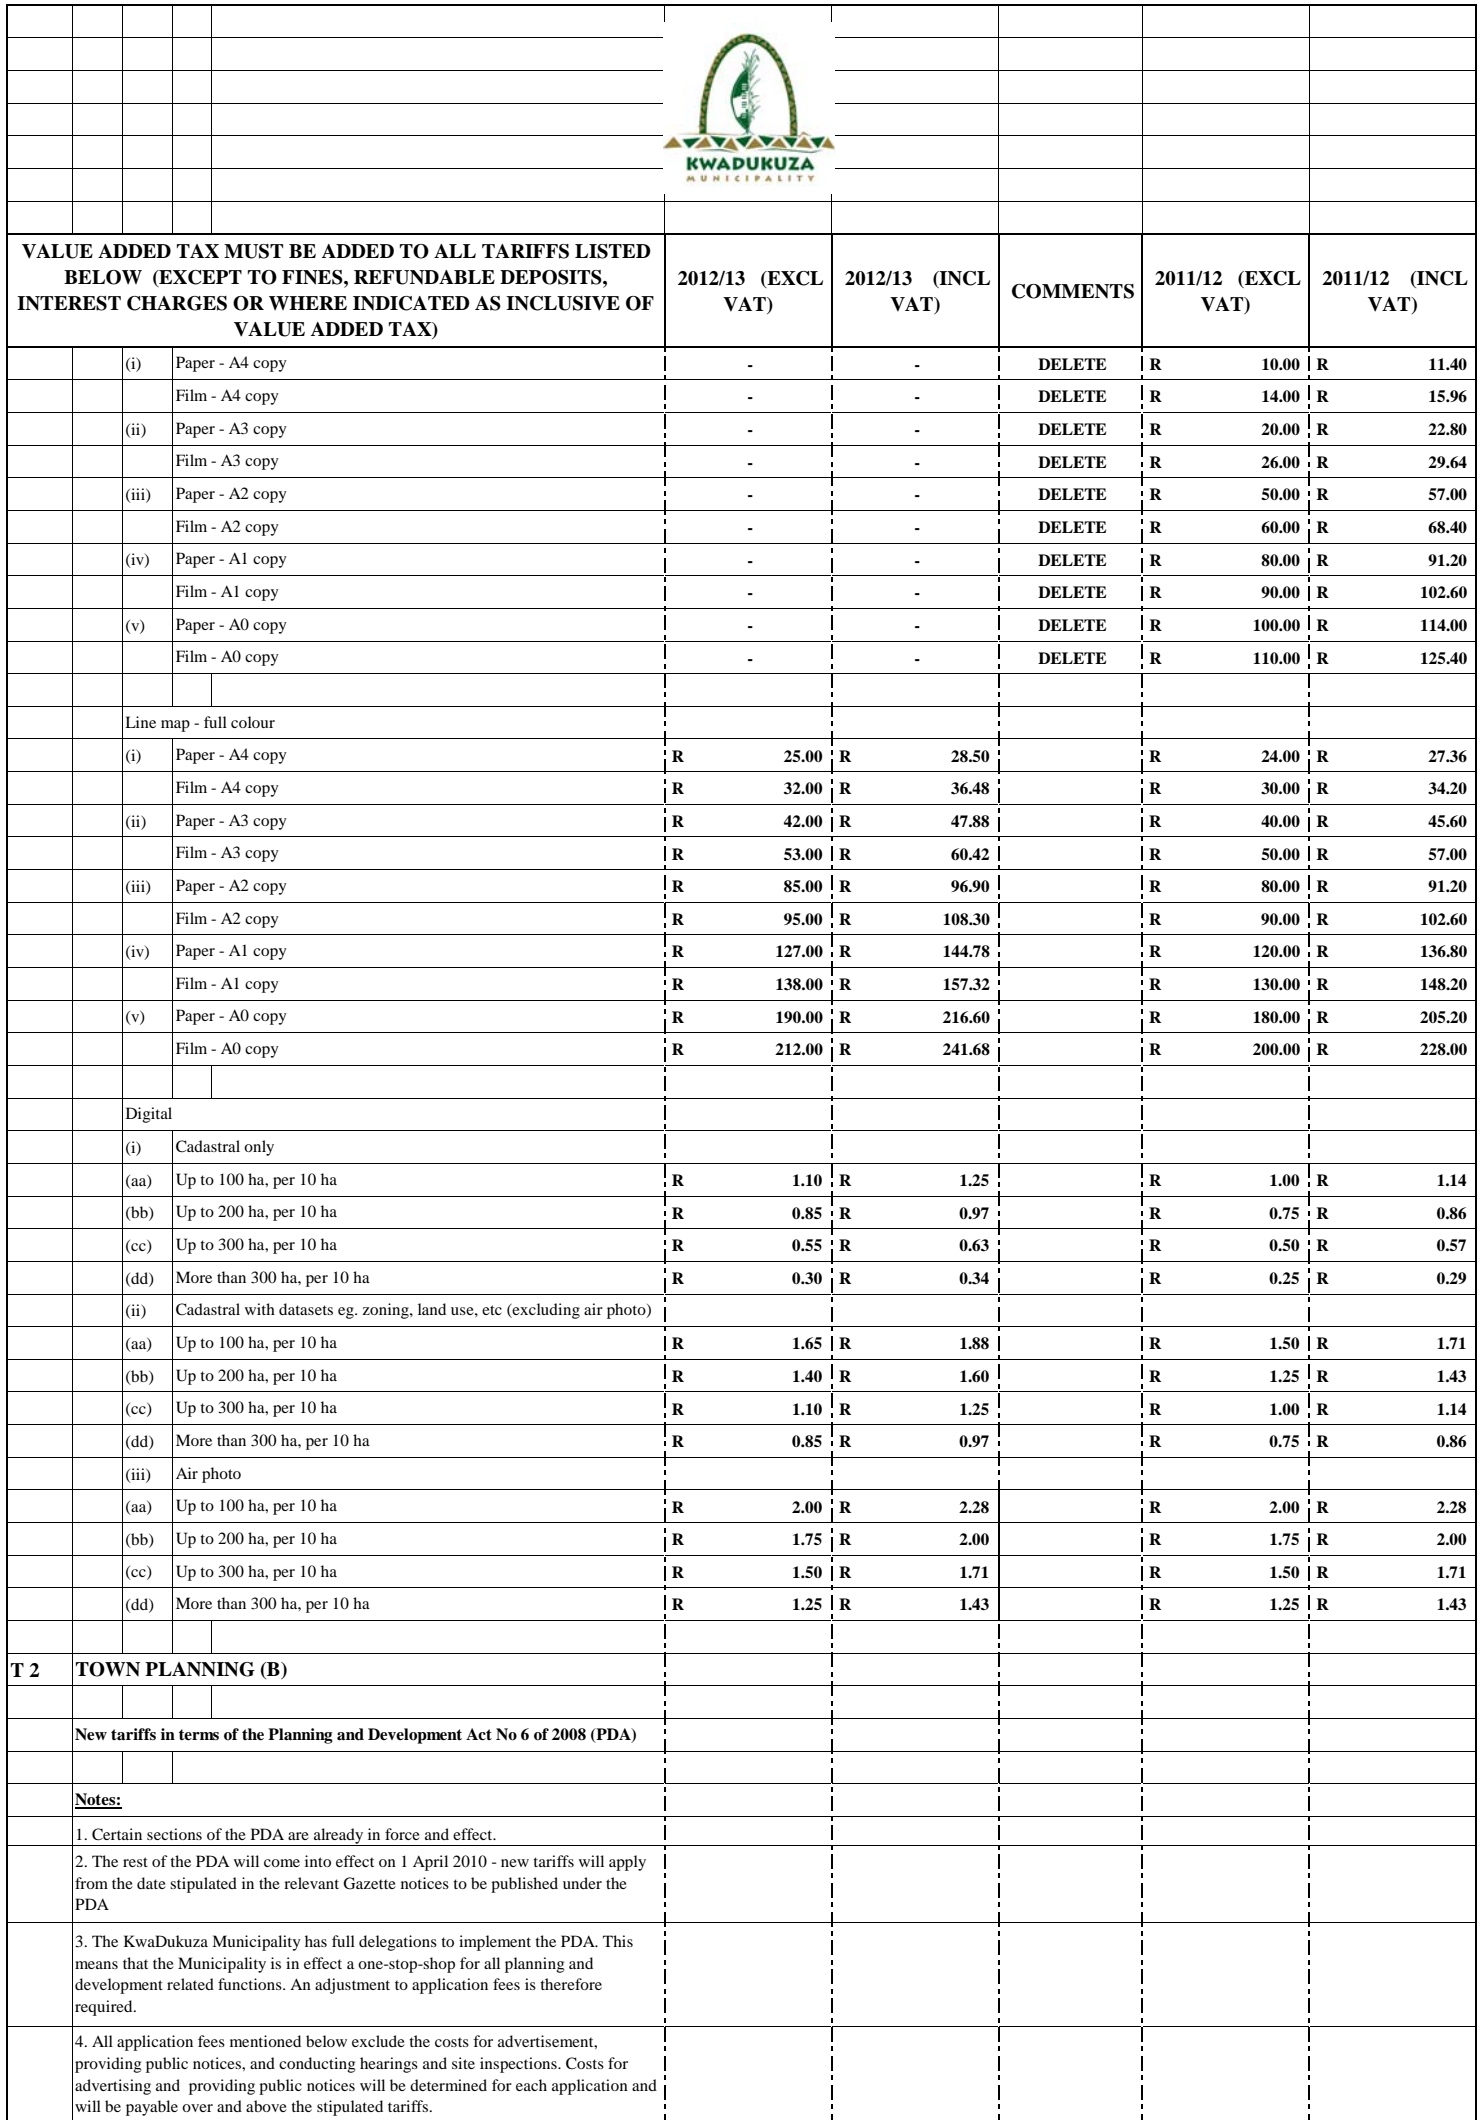 KWADUKUZA
MUNICIPALITY
VALUE ADDED TAX MUST BE ADDED TO ALL TARIFFS LISTED
BELOW (EXCEPT TO FINES, REFUNDABLE DEPOSITS,
INTEREST CHARGES OR WHERE INDICATED AS INCLUSIVE OF
VALUE ADDED TAX)
2012/13 (EXCL
VAT)
2012/13 (INCL
VAT)
COMMENTS
2011/12 (EXCL
VAT)
2011/12 (INCL
VAT)
(i) Paper - A4 copy - - DELETE R 10.00 R 11.40
Film - A4 copy - - DELETE R 14.00 R 15.96
(ii) Paper - A3 copy - - DELETE R 20.00 R 22.80
Film - A3 copy - - DELETE R 26.00 R 29.64
(iii) Paper - A2 copy - - DELETE R 50.00 R 57.00
Film - A2 copy - - DELETE R 60.00 R 68.40
(iv) Paper - A1 copy - - DELETE R 80.00 R 91.20
Film - A1 copy - - DELETE R 90.00 R 102.60
(v) Paper - A0 copy - - DELETE R 100.00 R 114.00
Film - A0 copy - - DELETE R 110.00 R 125.40
Line map - full colour
(i) Paper - A4 copy R 25.00 R 28.50 R 24.00 R 27.36
Film - A4 copy R 32.00 R 36.48 R 30.00 R 34.20
(ii) Paper - A3 copy R 42.00 R 47.88 R 40.00 R 45.60
Film - A3 copy R 53.00 R 60.42 R 50.00 R 57.00
(iii) Paper - A2 copy R 85.00 R 96.90 R 80.00 R 91.20
Film - A2 copy R 95.00 R 108.30 R 90.00 R 102.60
(iv) Paper - A1 copy R 127.00 R 144.78 R 120.00 R 136.80
Film - A1 copy R 138.00 R 157.32 R 130.00 R 148.20
(v) Paper - A0 copy R 190.00 R 216.60 R 180.00 R 205.20
Film - A0 copy R 212.00 R 241.68 R 200.00 R 228.00
Digital
(i) Cadastral only
(aa) Up to 100 ha, per 10 ha R 1.10 R 1.25 R 1.00 R 1.14
(bb) Up to 200 ha, per 10 ha R 0.85 R 0.97 R 0.75 R 0.86
(cc) Up to 300 ha, per 10 ha R 0.55 R 0.63 R 0.50 R 0.57
(dd) More than 300 ha, per 10 ha R 0.30 R 0.34 R 0.25 R 0.29
(ii) Cadastral with datasets eg. zoning, land use, etc (excluding air photo)
(aa) Up to 100 ha, per 10 ha R 1.65 R 1.88 R 1.50 R 1.71
(bb) Up to 200 ha, per 10 ha R 1.40 R 1.60 R 1.25 R 1.43
(cc) Up to 300 ha, per 10 ha R 1.10 R 1.25 R 1.00 R 1.14
(dd) More than 300 ha, per 10 ha R 0.85 R 0.97 R 0.75 R 0.86
(iii) Air photo
(aa) Up to 100 ha, per 10 ha R 2.00 R 2.28 R 2.00 R 2.28
(bb) Up to 200 ha, per 10 ha R 1.75 R 2.00 R 1.75 R 2.00
(cc) Up to 300 ha, per 10 ha R 1.50 R 1.71 R 1.50 R 1.71
(dd) More than 300 ha, per 10 ha R 1.25 R 1.43 R 1.25 R 1.43
T 2 TOWN PLANNING (B)
New tariffs in terms of the Planning and Development Act No 6 of 2008 (PDA)
Notes:
1. Certain sections of the PDA are already in force and effect.
2. The rest of the PDA will come into effect on 1 April 2010 - new tariffs will apply
from the date stipulated in the relevant Gazette notices to be published under the
PDA
3. The KwaDukuza Municipality has full delegations to implement the PDA. This
means that the Municipality is in effect a one-stop-shop for all planning and
development related functions. An adjustment to application fees is therefore
required.
4. All application fees mentioned below exclude the costs for advertisement,
providing public notices, and conducting hearings and site inspections. Costs for
advertising and providing public notices will be determined for each application and
will be payable over and above the stipulated tariffs.